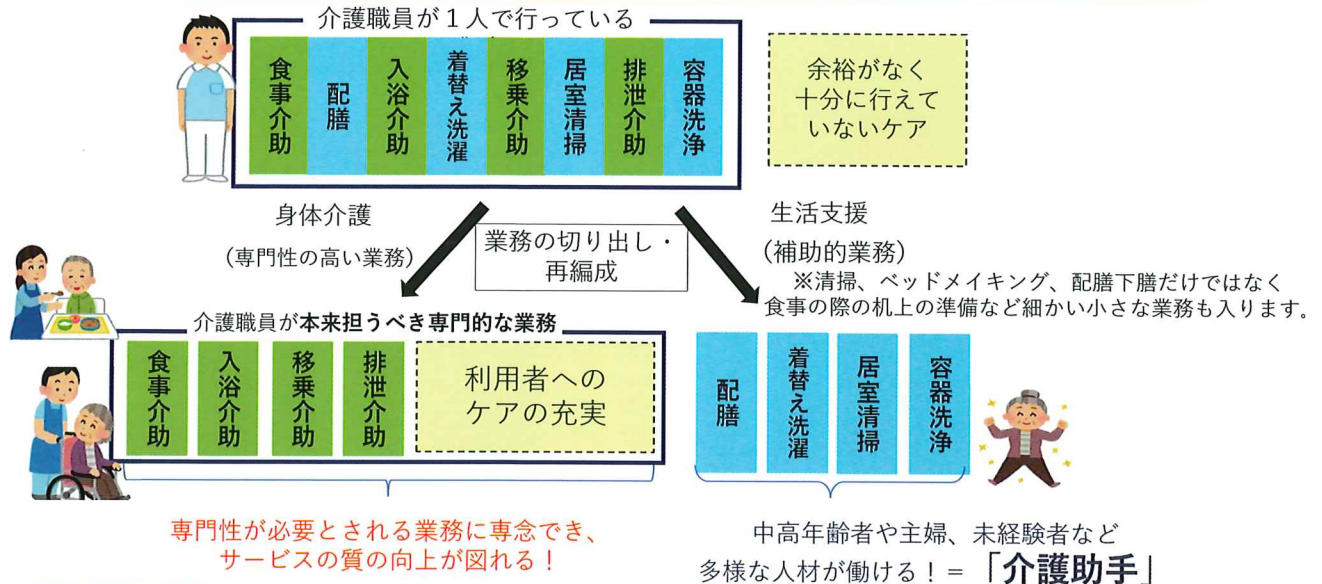 介護職員が１人で行っている
食事介助
配膳
入浴介助
着替え洗濯
移乗介助
居室清掃
排泄介助
容器洗浄
余裕がなく
十分に行えて
いないケア
身体介護
(専門性の高い業務)
業務の切り出し・
再編成
生活支援
(補助的業務)
※清掃、ベッドメイキング、配膳下膳だけではなく
食事の際の机上の準備など細かい小さな業務も入ります。
介護職員が本来担うべき専門的な業務
食事介助
入浴介助
移乗介助
排泄介助
利用者への
ケアの充実
配膳
着替え洗濯
居室清掃
容器洗浄
専門性が必要とされる業務に専念でき、
サービスの質の向上が図れる！
中高年齢者や主婦、未経験者など
多様な人材が働ける！＝「介護助手」